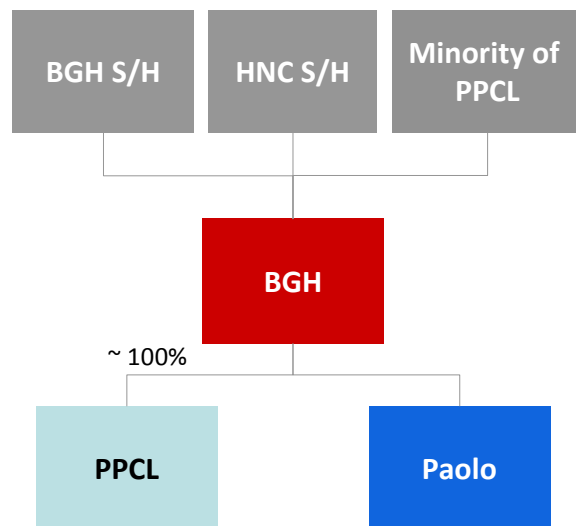 BGH S/H
HNC S/H
Minority of
PPCL
BGH
~ 100%
PPCL
Paolo